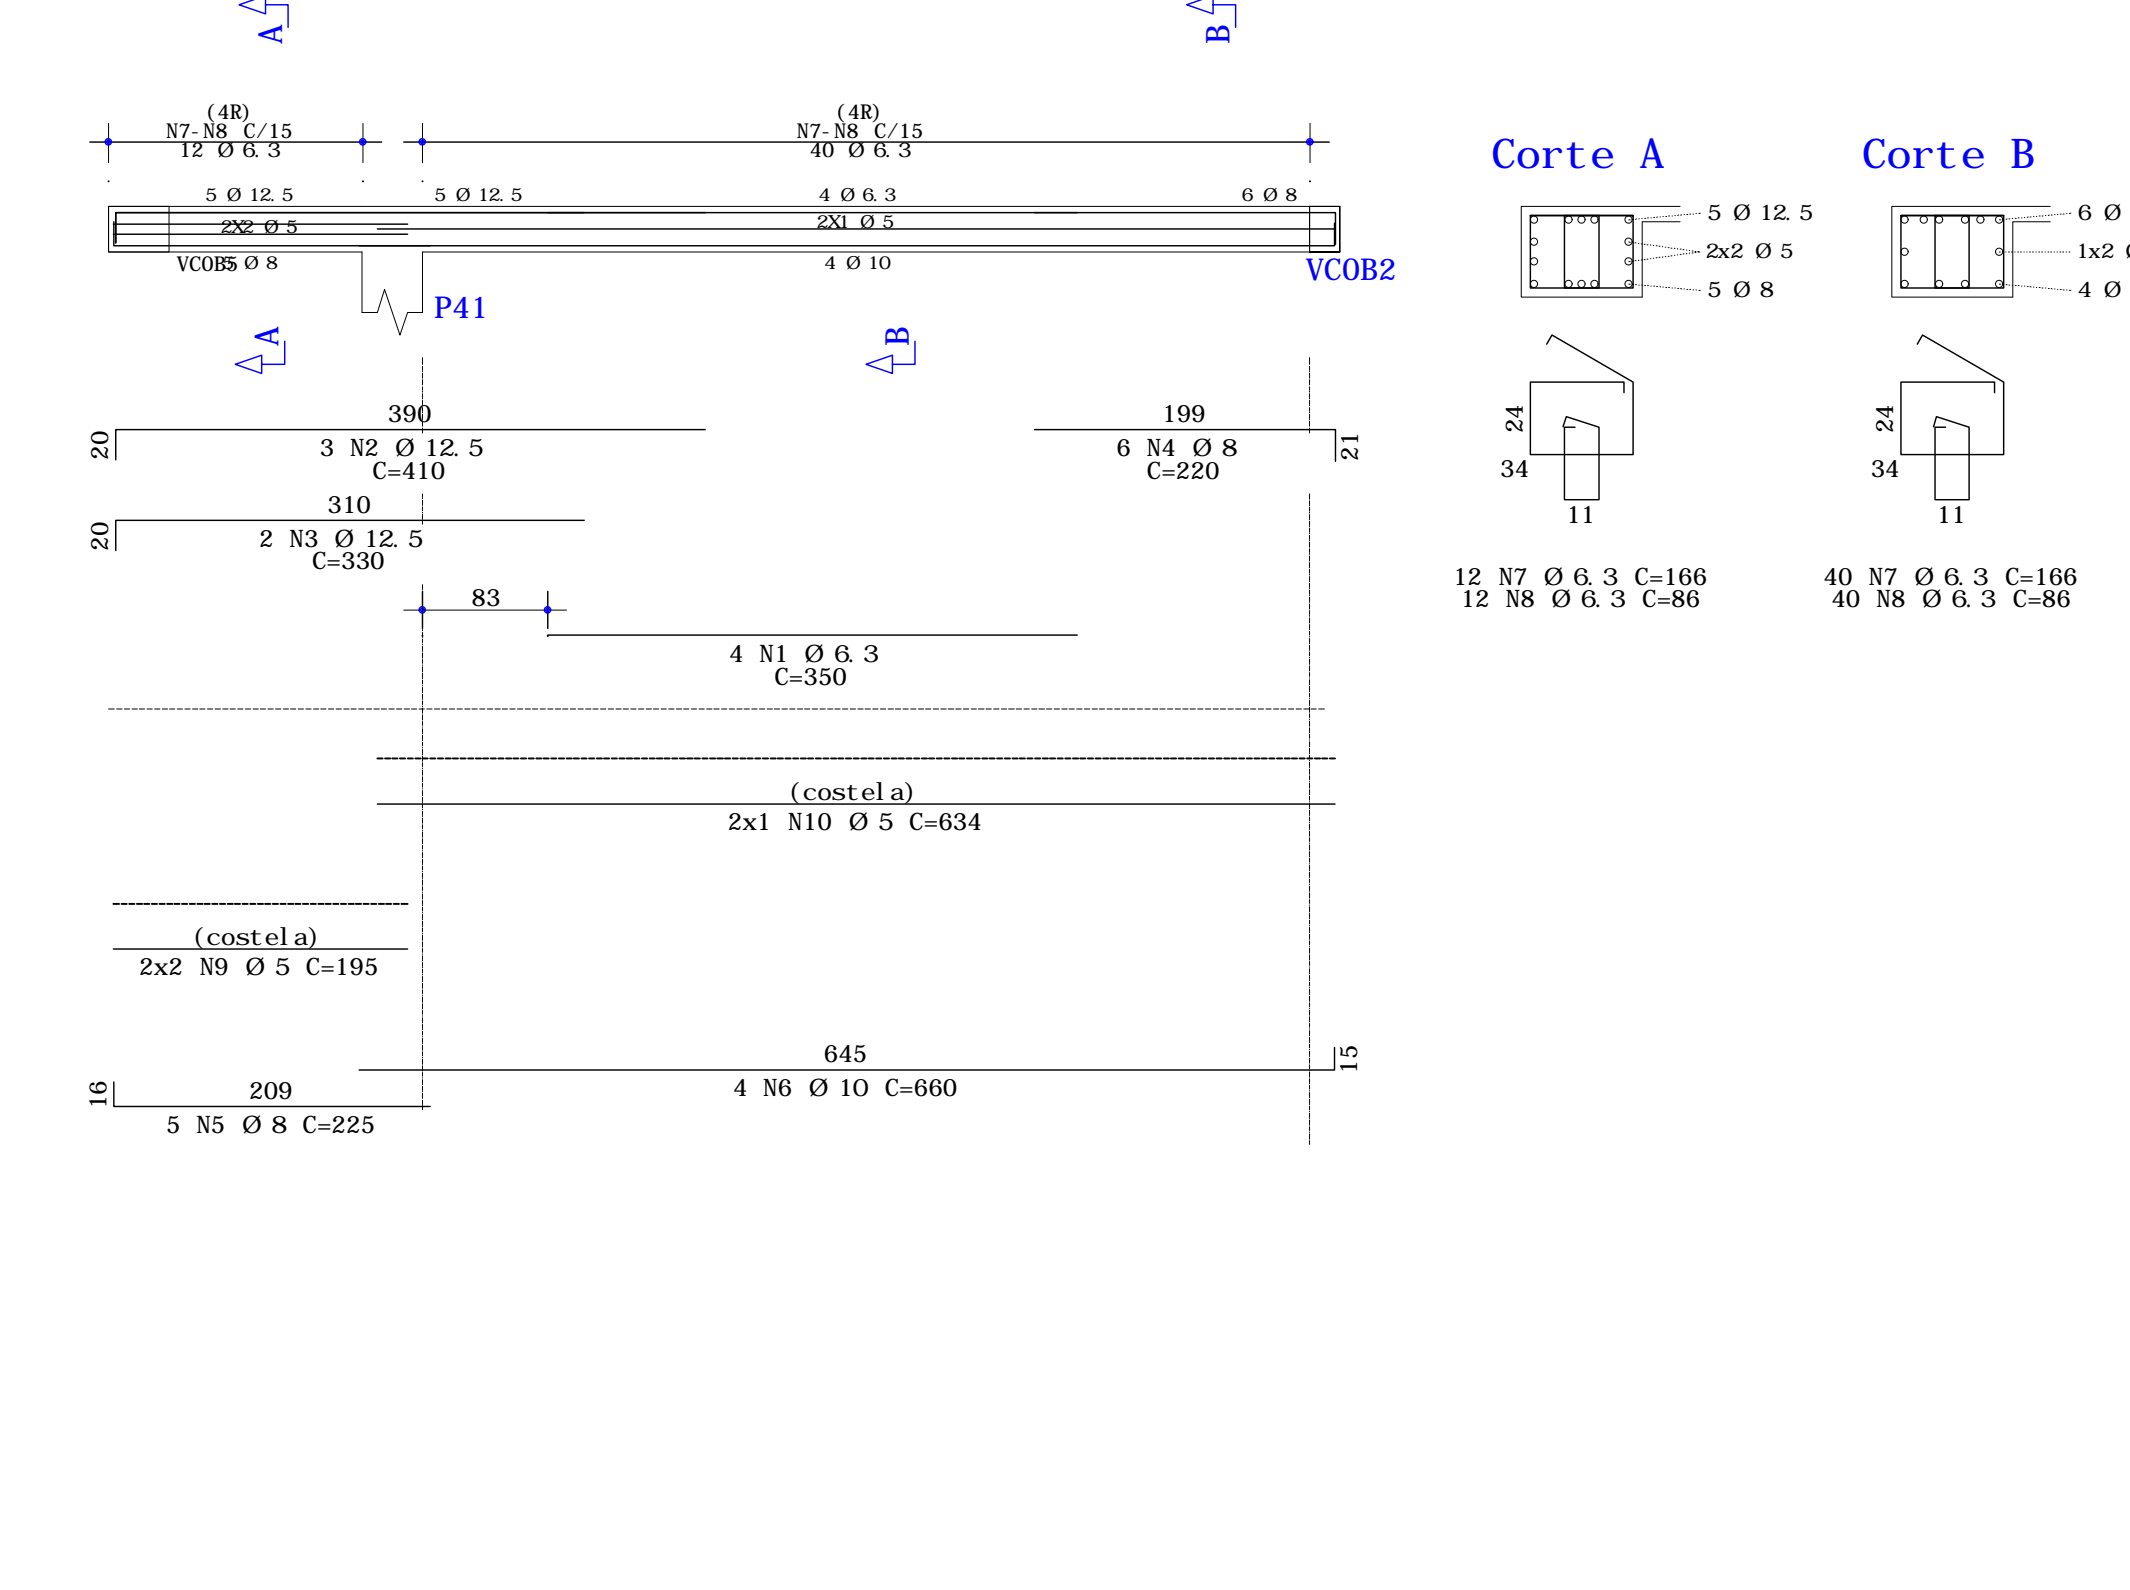 A
B
(4R)
N7-N8 C/15
12 Ø 6.3
(4R)
N7-N8 C/15
40 Ø 6.3
Corte A
Corte B
5 Ø 12.5
5 Ø 12.5
4 Ø 6.3
6 Ø 8
2X2 Ø 5
2X1 Ø 5
VCOB5
5 Ø 8
4 Ø 10
VCOB2
P41
5 Ø 12.5
2x2 Ø 5
5 Ø 8
6 Ø
1x2 Ø
4 Ø
A
B
390
20
3 N2 Ø 12.5
C=410
199
21
6 N4 Ø 8
C=220
310
20
2 N3 Ø 12.5
C=330
24
34
11
24
34
11
12 N7 Ø 6.3 C=166
12 N8 Ø 6.3 C=86
40 N7 Ø 6.3 C=166
40 N8 Ø 6.3 C=86
83
4 N1 Ø 6.3
C=350
(costela)
2x1 N10 Ø 5 C=634
(costela)
2x2 N9 Ø 5 C=195
645
15
4 N6 Ø 10 C=660
16
209
5 N5 Ø 8 C=225